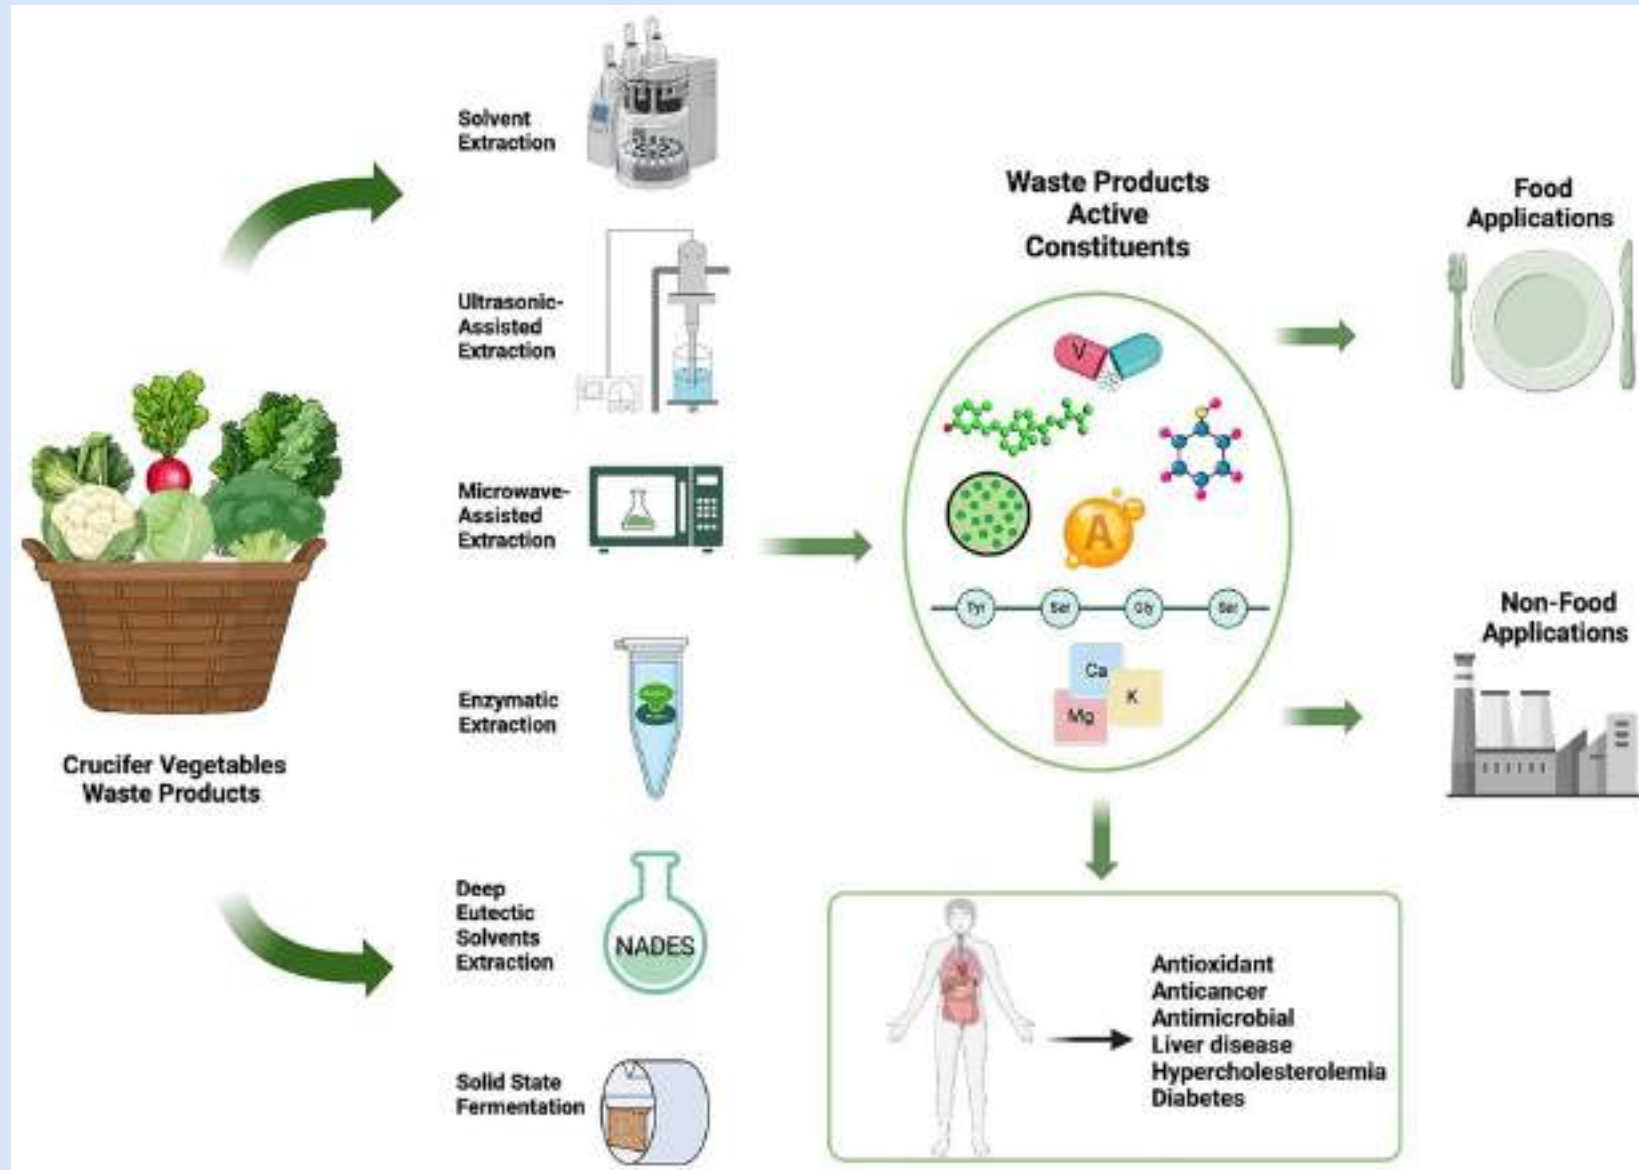 Solvent
Extraction
Ultrasonic-
Assisted
Extraction
Microwave-
Assisted
Extraction
Enzymatic
Extraction
Deep
Eutectic
Solvents
Extraction
NADES
Solid State
Fermentation
Crucifer Vegetables
Waste Products
Waste Products
Active
Constituents
V
A
Tyr Ser Gly Ser
Ca
K
Mg
Food
Applications
Non-Food
Applications
Antioxidant
Anticancer
Antimicrobial
Liver disease
Hypercholesterolemia
Diabetes